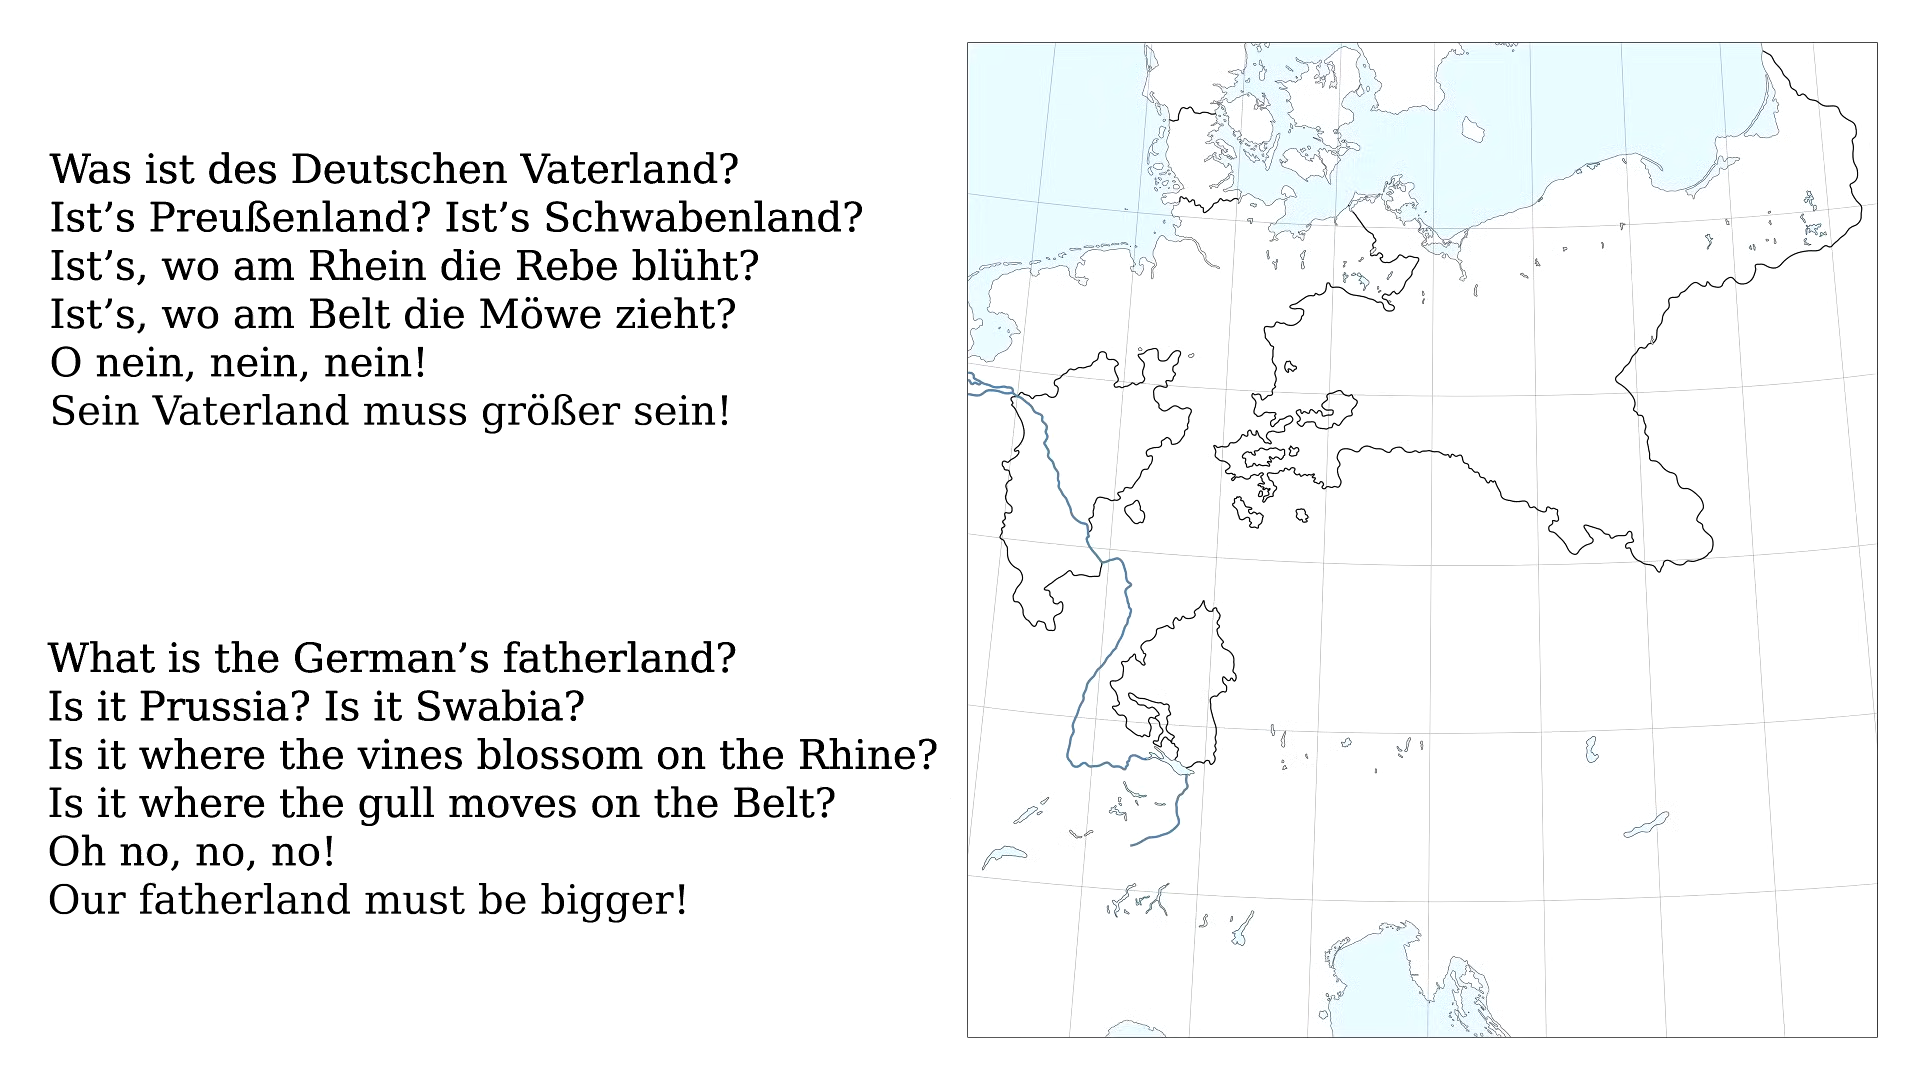 Was ist des Deutschen Vaterland?
Ist’s Preußenland? Ist’s Schwabenland?
Ist’s, wo am Rhein die Rebe blüht?
Ist’s, wo am Belt die Möwe zieht?
O nein, nein, nein!
Sein Vaterland muss größer sein!
What is the German’s fatherland?
Is it Prussia? Is it Swabia?
Is it where the vines blossom on the Rhine?
Is it where the gull moves on the Belt?
Oh no, no, no!
Our fatherland must be bigger!